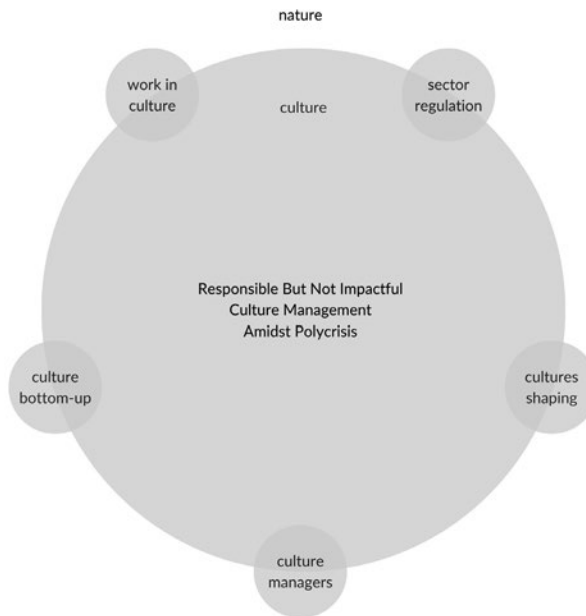 nature
work in
culture
culture
sector
regulation
Responsible But Not Impactful
Culture Management
Amidst Polycrisis
culture
bottom-up
cultures
shaping
culture
managers